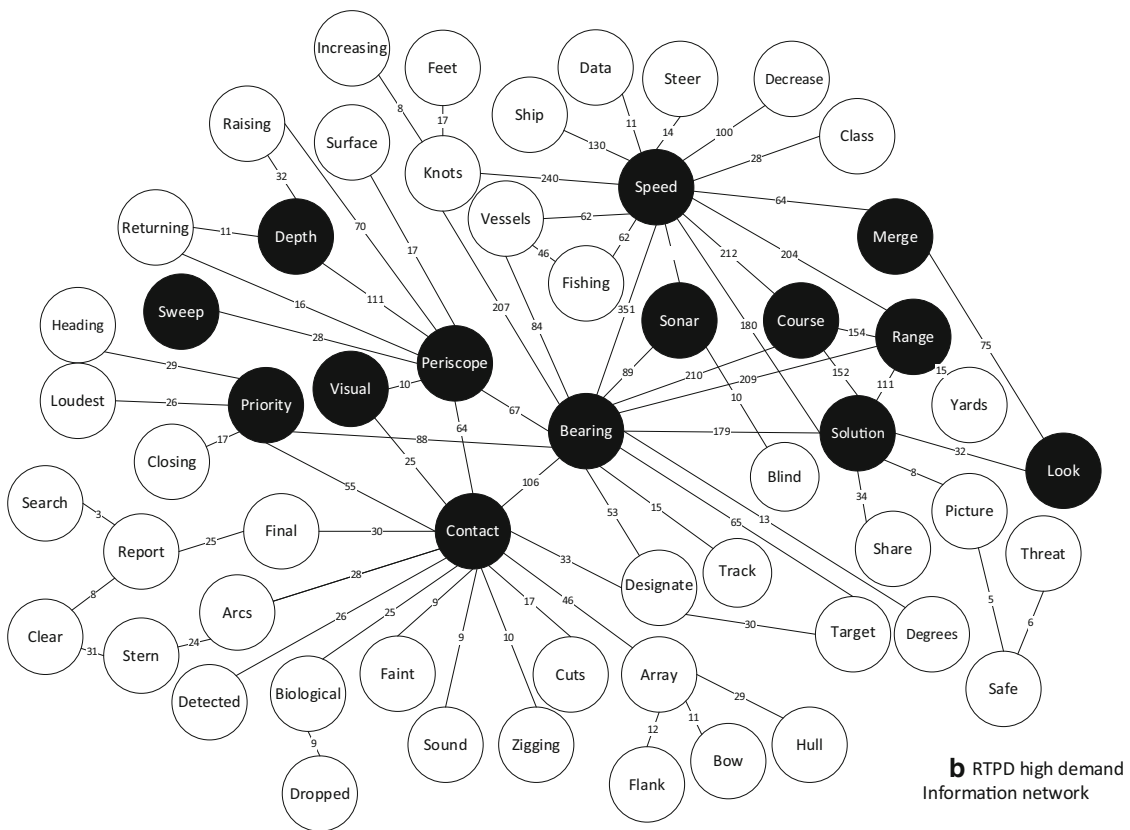 Increasing
Feet
Data
Steer
Decrease
8
17
Ship
11
14
100
Raising
Surface
130
Class
28
Knots
240
Speed
32
64
Vessels
62
Returning
11
Depth
70
17
46
62
212
204
Merge
Fishing
111
16
Sweep
207
351
Sonar
Course
154
Range
Heading
28
84
180
75
29
Periscope
Visual
10
89
210
209
152
111
15
Loudest
26
Priority
67
10
Yards
17
88
64
Bearing
179
Solution
Closing
25
32
Look
106
8
Blind
55
53
15
65
13
34
Search
3
Picture
Final
30
Contact
Report
25
33
Share
Threat
28
Designate
Track
8
46
17
9
5
Arcs
26
25
30
6
Clear
31
Stern
24
9
10
Target
Degrees
Detected
Biological
Faint
Cuts
Array
29
Safe
9
12
11
Sound
Zigging
Hull
Bow
Flank
Dropped
b RTPD high demand
Information network